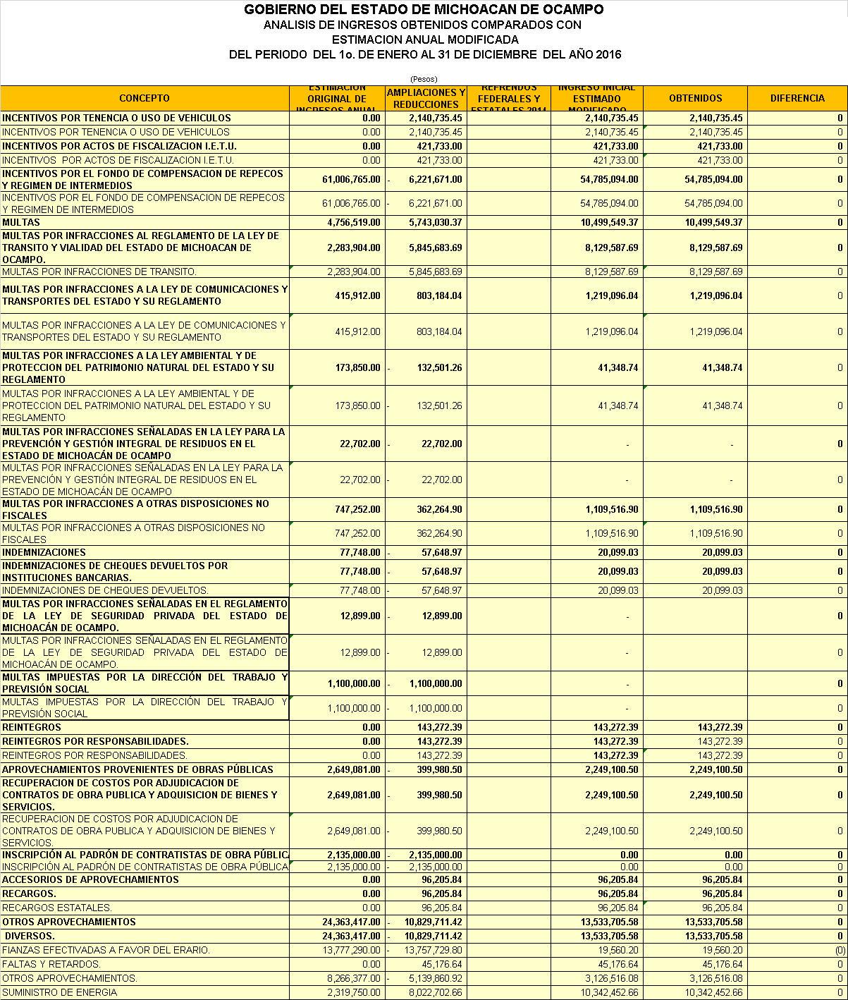 GOBIERNO DEL ESTADO DE MICHOACAN DE OCAMPO
ANALISIS DE INGRESOS OBTENIDOS COMPARADOS CON
ESTIMACION ANUAL MODIFICADA
DEL PERIODO DEL 1o. DE ENERO AL 31 DE DICIEMBRE DEL AÑO 2016
(Pesos)
CONCEPTO ESTIMACION ORIGINAL DE INGRESOS ANUAL AMPLIACIONES Y REDUCCIONES REFRENDOS FEDERALES Y ESTATALES 2014 INGRESO INICIAL ESTIMADO MODIFICADO OBTENIDOS DIFERENCIA
INCENTIVOS POR TENENCIA O USO DE VEHICULOS 0.00 2,140,735.45 2,140,735.45 2,140,735.45 0
INCENTIVOS POR TENENCIA O USO DE VEHICULOS 0.00 2,140,735.45 2,140,735.45 2,140,735.45 0
INCENTIVOS POR ACTOS DE FISCALIZACION I.E.T.U. 0.00 421,733.00 421,733.00 421,733.00 0
INCENTIVOS POR ACTOS DE FISCALIZACION I.E.T.U. 0.00 421,733.00 421,733.00 421,733.00 0
INCENTIVOS POR EL FONDO DE COMPENSACION DE REPECOS
Y REGIMEN DE INTERMEDIOS 61,006,765.00 - 6,221,671.00 54,785,094.00 54,785,094.00 0
INCENTIVOS POR EL FONDO DE COMPENSACION DE REPECOS
Y REGIMEN DE INTERMEDIOS 61,006,765.00 - 6,221,671.00 54,785,094.00 54,785,094.00 0
MULTAS 4,756,519.00 5,743,030.37 10,499,549.37 10,499,549.37 0
MULTAS POR INFRACCIONES AL REGLAMENTO DE LA LEY DE
TRANSITO Y VIALIDAD DEL ESTADO DE MICHOACAN DE
OCAMPO. 2,283,904.00 5,845,683.69 8,129,587.69 8,129,587.69 0
MULTAS POR INFRACCIONES DE TRANSITO. 2,283,904.00 5,845,683.69 8,129,587.69 8,129,587.69 0
MULTAS POR INFRACCIONES A LA LEY DE COMUNICACIONES Y
TRANSPORTES DEL ESTADO Y SU REGLAMENTO 415,912.00 803,184.04 1,219,096.04 1,219,096.04 0
MULTAS POR INFRACCIONES A LA LEY DE COMUNICACIONES Y
TRANSPORTES DEL ESTADO Y SU REGLAMENTO 415,912.00 803,184.04 1,219,096.04 1,219,096.04 0
MULTAS POR INFRACCIONES A LA LEY AMBIENTAL Y DE
PROTECCION DEL PATRIMONIO NATURAL DEL ESTADO Y SU
REGLAMENTO 173,850.00 - 132,501.26 41,348.74 41,348.74 0
MULTAS POR INFRACCIONES A LA LEY AMBIENTAL Y DE
PROTECCION DEL PATRIMONIO NATURAL DEL ESTADO Y SU
REGLAMENTO 173,850.00 - 132,501.26 41,348.74 41,348.74 0
MULTAS POR INFRACCIONES SEÑALADAS EN LA LEY PARA LA
PREVENCIÓN Y GESTIÓN INTEGRAL DE RESIDUOS EN EL
ESTADO DE MICHOACÁN DE OCAMPO 22,702.00 - 22,702.00 - - 0
MULTAS POR INFRACCIONES SEÑALADAS EN LA LEY PARA LA
PREVENCIÓN Y GESTIÓN INTEGRAL DE RESIDUOS EN EL
ESTADO DE MICHOACÁN DE OCAMPO 22,702.00 - 22,702.00 - - 0
MULTAS POR INFRACCIONES A OTRAS DISPOSICIONES NO
FISCALES 747,252.00 362,264.90 1,109,516.90 1,109,516.90 0
MULTAS POR INFRACCIONES A OTRAS DISPOSICIONES NO
FISCALES 747,252.00 362,264.90 1,109,516.90 1,109,516.90 0
INDEMNIZACIONES 77,748.00 - 57,648.97 20,099.03 20,099.03 0
INDEMNIZACIONES DE CHEQUES DEVUELTOS POR
INSTITUCIONES BANCARIAS. 77,748.00 - 57,648.97 20,099.03 20,099.03 0
INDEMNIZACIONES DE CHEQUES DEVUELTOS. 77,748.00 - 57,648.97 20,099.03 20,099.03 0
MULTAS POR INFRACCIONES SEÑALADAS EN EL REGLAMENTO
DE LA LEY DE SEGURIDAD PRIVADA DEL ESTADO DE
MICHOACÁN DE OCAMPO. 12,899.00 - 12,899.00 - 0
MULTAS POR INFRACCIONES SEÑALADAS EN EL REGLAMENTO
DE LA LEY DE SEGURIDAD PRIVADA DEL ESTADO DE
MICHOACÁN DE OCAMPO. 12,899.00 - 12,899.00 - 0
MULTAS IMPUESTAS POR LA DIRECCIÓN DEL TRABAJO Y
PREVISIÓN SOCIAL 1,100,000.00 - 1,100,000.00 - 0
MULTAS IMPUESTAS POR LA DIRECCIÓN DEL TRABAJO Y
PREVISIÓN SOCIAL 1,100,000.00 - 1,100,000.00 - 0
REINTEGROS 0.00 143,272.39 143,272.39 143,272.39 0
REINTEGROS POR RESPONSABILIDADES. 0.00 143,272.39 143,272.39 143,272.39 0
REINTEGROS POR RESPONSABILIDADES. 0.00 143,272.39 143,272.39 143,272.39 0
APROVECHAMIENTOS PROVENIENTES DE OBRAS PÚBLICAS 2,649,081.00 - 399,980.50 2,249,100.50 2,249,100.50 0
RECUPERACION DE COSTOS POR ADJUDICACION DE
CONTRATOS DE OBRA PUBLICA Y ADQUISICION DE BIENES Y
SERVICIOS. 2,649,081.00 - 399,980.50 2,249,100.50 2,249,100.50 0
RECUPERACION DE COSTOS POR ADJUDICACION DE
CONTRATOS DE OBRA PUBLICA Y ADQUISICION DE BIENES Y
SERVICIOS. 2,649,081.00 - 399,980.50 2,249,100.50 2,249,100.50 0
INSCRIPCIÓN AL PADRÓN DE CONTRATISTAS DE OBRA PÚBLICA 2,135,000.00 - 2,135,000.00 0.00 0.00 0
INSCRIPCIÓN AL PADRÓN DE CONTRATISTAS DE OBRA PÚBLICA 2,135,000.00 - 2,135,000.00 0.00 0.00 0
ACCESORIOS DE APROVECHAMIENTOS 0.00 96,205.84 96,205.84 96,205.84 0
RECARGOS. 0.00 96,205.84 96,205.84 96,205.84 0
RECARGOS ESTATALES. 0.00 96,205.84 96,205.84 96,205.84 0
OTROS APROVECHAMIENTOS 24,363,417.00 - 10,829,711.42 13,533,705.58 13,533,705.58 0
DIVERSOS. 24,363,417.00 - 10,829,711.42 13,533,705.58 13,533,705.58 0
FIANZAS EFECTIVADAS A FAVOR DEL ERARIO. 13,777,290.00 - 13,757,729.80 19,560.20 19,560.20 (0)
FALTAS Y RETARDOS. 0.00 45,176.64 45,176.64 45,176.64 0
OTROS APROVECHAMIENTOS. 8,266,377.00 - 5,139,860.92 3,126,516.08 3,126,516.08 0
SUMINISTRO DE ENERGIA 2,319,750.00 8,022,702.66 10,342,452.66 10,342,452.66 0